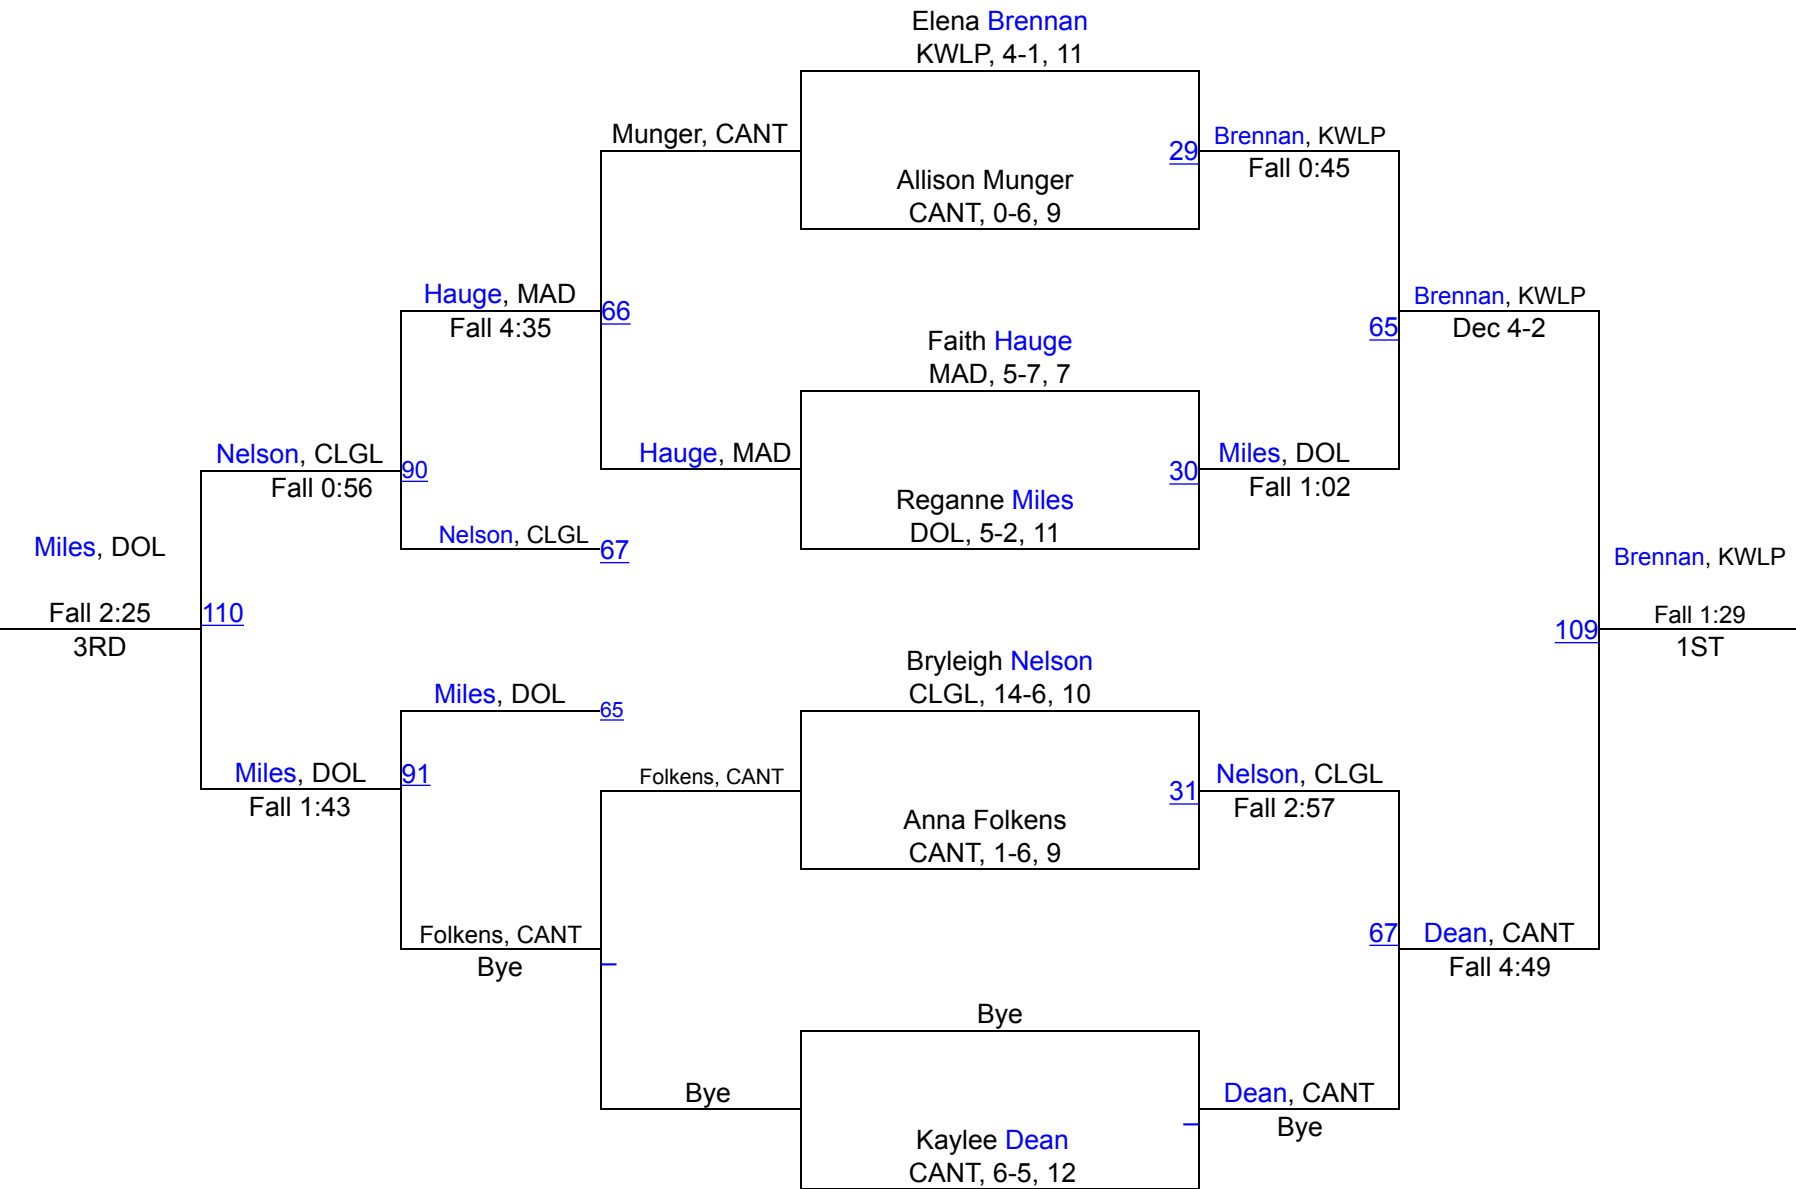 Elena Brennan
KWLP, 4-1, 11
Munger, CANT
29
Brennan, KWLP
Fall 0:45
Allison Munger
CANT, 0-6, 9
Hauge, MAD
Fall 4:35
66
Brennan, KWLP
Dec 4-2
65
Faith Hauge
MAD, 5-7, 7
Nelson, CLGL
Fall 0:56
90
Hauge, MAD
30
Miles, DOL
Fall 1:02
Reganne Miles
DOL, 5-2, 11
Nelson, CLGL
67
Miles, DOL
Fall 2:25
3RD
110
Brennan, KWLP
Fall 1:29
1ST
109
Bryleigh Nelson
CLGL, 14-6, 10
Miles, DOL
65
Miles, DOL
Fall 1:43
91
Folkens, CANT
31
Nelson, CLGL
Fall 2:57
Anna Folkens
CANT, 1-6, 9
Folkens, CANT
Bye
67
Dean, CANT
Fall 4:49
Bye
Bye
Dean, CANT
Bye
Kaylee Dean
CANT, 6-5, 12